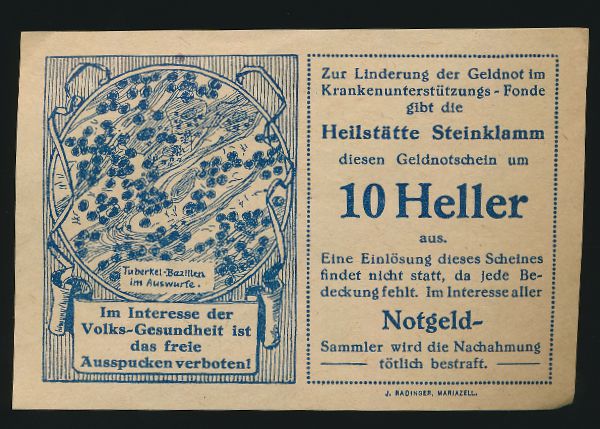 Tuberkel-Bazillen
im Auswurfe.
Im Interesse der
Volks-Gesundheit ist
das freie
Ausspucken verboten!
Zur Linderung der Geldnot im
Krankenunterstützungs-Fonde
gibt die
Heilstätte Steinklamm
diesen Geldnotschein um
10 Heller
aus.
Eine Einlösung dieses Scheines
findet nicht statt, da jede Be-
deckung fehlt. Im Interesse aller
Notgeld-
Sammler wird die Nachahmung
tötlich bestraft.
J. RADINGER, MARIAZELL.